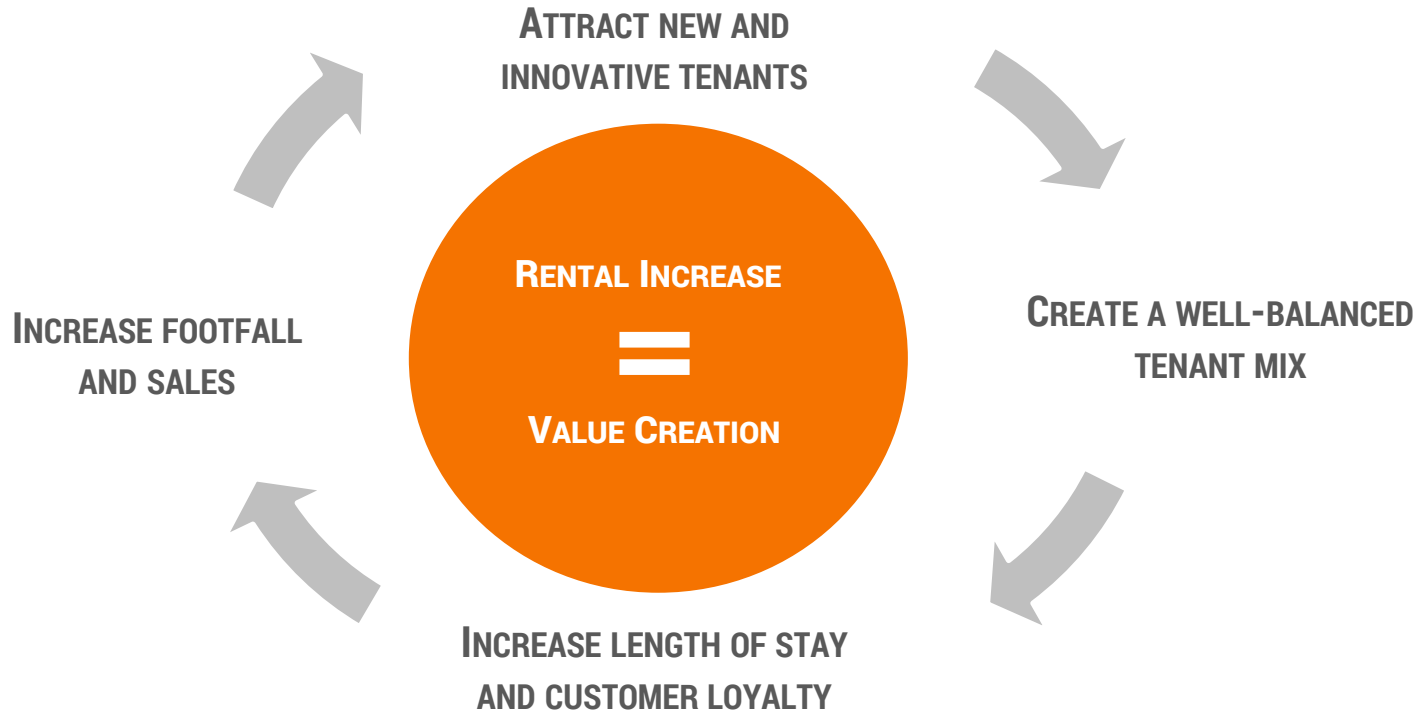 ATTRACT NEW AND
INNOVATIVE TENANTS
RENTAL INCREASE
=
VALUE CREATION
CREATE A WELL-BALANCED
TENANT MIX
INCREASE LENGTH OF STAY
AND CUSTOMER LOYALTY
INCREASE FOOTFALL
AND SALES